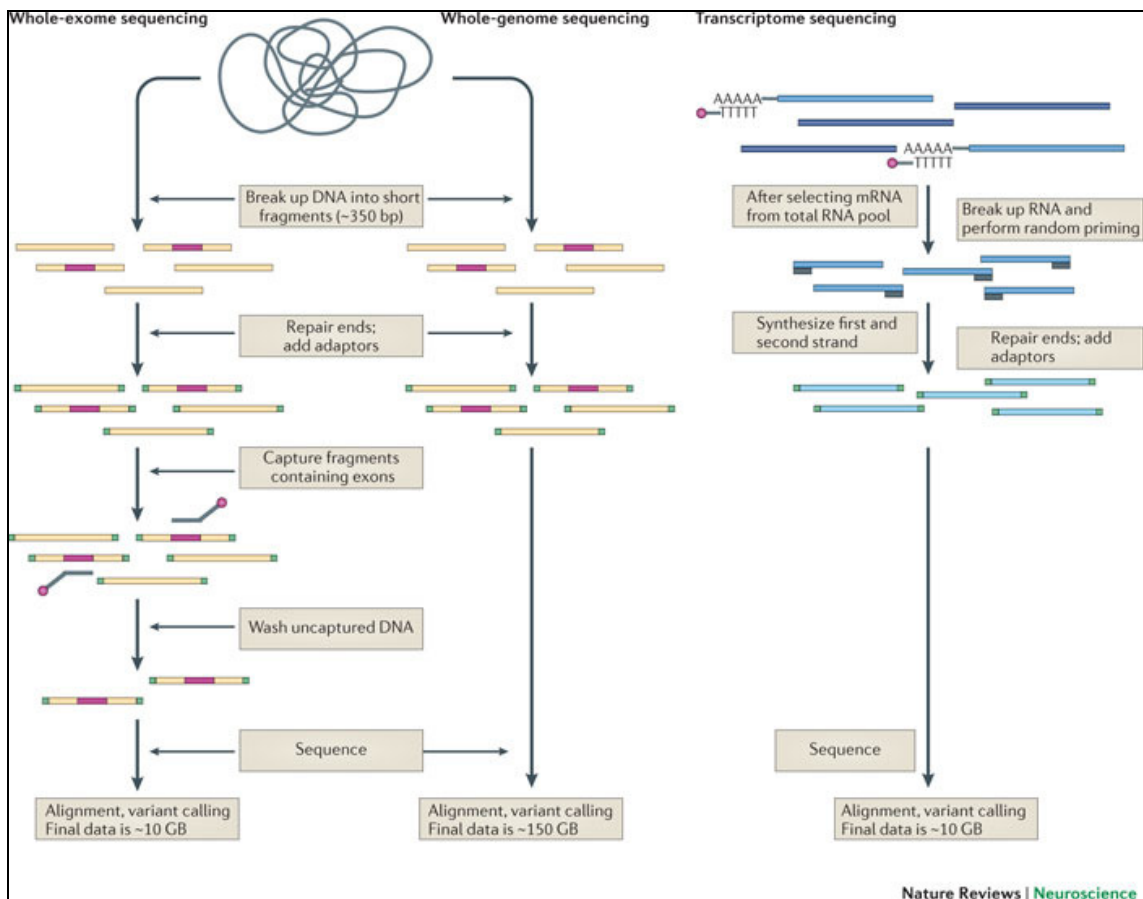 Whole-exome sequencing
Whole-genome sequencing
Transcriptome sequencing
AAAAA
TTTTT
AAAAA
TTTTT
Break up DNA into short
fragments (~350 bp)
After selecting mRNA
from total RNA pool
Break up RNA and
perform random priming
Repair ends;
add adaptors
Synthesize first and
second strand
Repair ends; add
adaptors
Capture fragments
containing exons
Wash uncaptured DNA
Sequence
Sequence
Alignment, variant calling
Final data is ~10 GB
Alignment, variant calling
Final data is ~150 GB
Alignment, variant calling
Final data is ~10 GB
Nature Reviews | Neuroscience